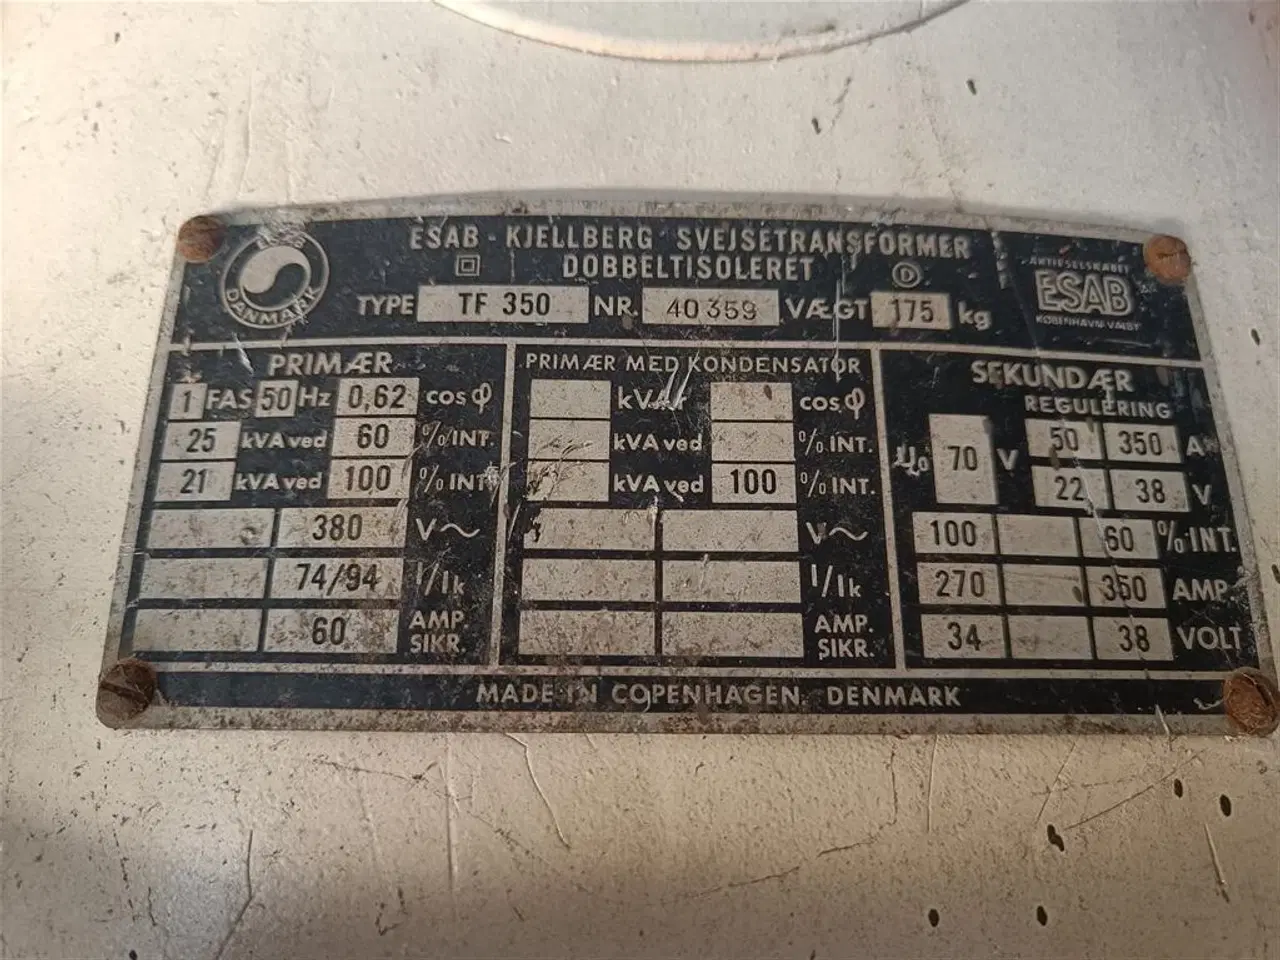 ESAB - KJELLBERG SVEJSETRANSFORMER
DOBBELTISOLERET
D
DANMARK
TYPE TF 350 NR. 40359 VÆGT 175 kg
AKTIESELSKABET
ESAB
KØBENHAVN VALBY
PRIMÆR
1 FAS 50 Hz 0,62 cos φ
25 kVA ved 60 % INT.
21 kVA ved 100 % INT.
380 V~
74/94 I/Ik
60 AMP. SIKR.
PRIMÆR MED KONDENSATOR
kVAr cos φ
kVA ved % INT.
kVA ved 100 % INT.
V~
I/Ik
AMP. SIKR.
SEKUNDÆR
REGULERING
70 V 50 350 A
22 38 V
100 60 % INT.
270 350 AMP.
34 38 VOLT
MADE IN COPENHAGEN, DENMARK